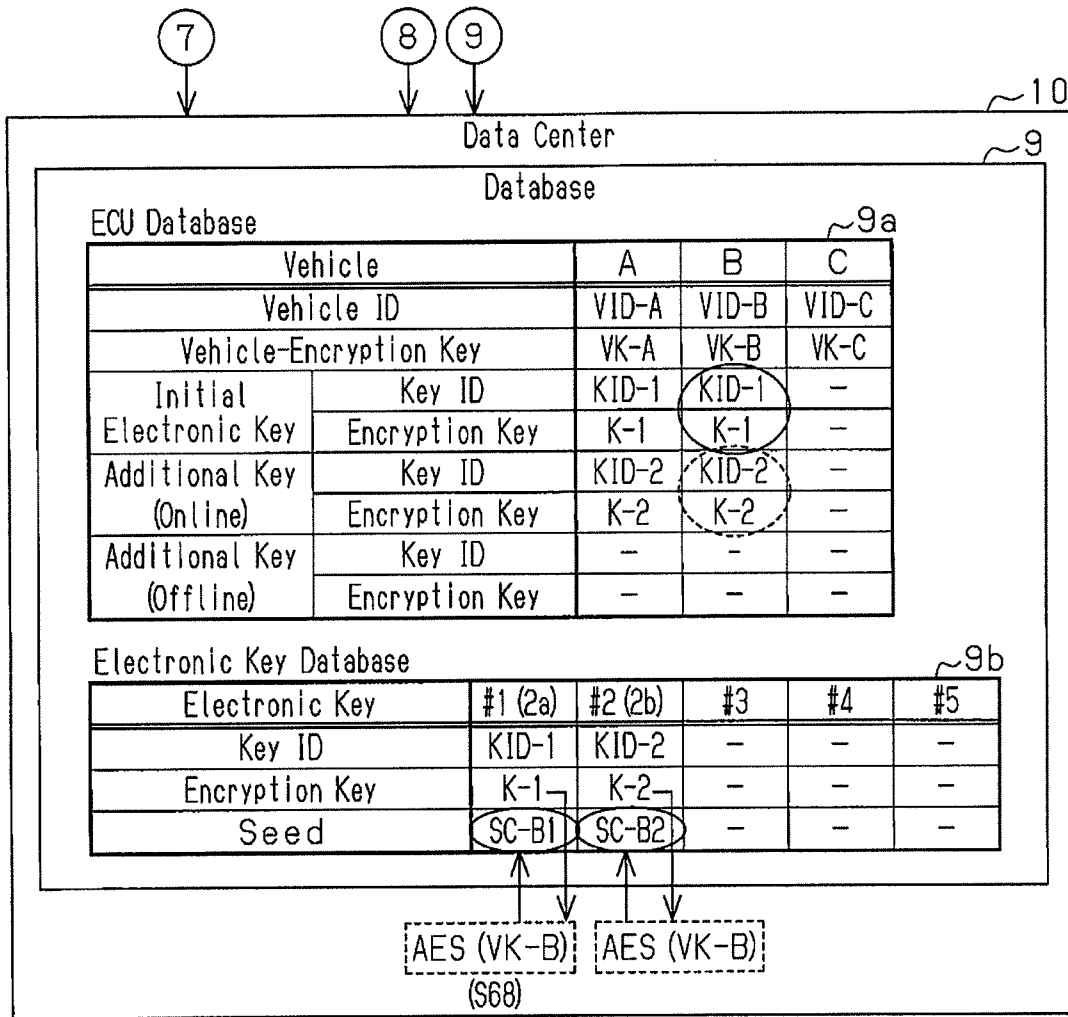 7 8 9
10
Data Center
9
Database
ECU Database 9a
Vehicle A B C
Vehicle ID VID-A VID-B VID-C
Vehicle-Encryption Key VK-A VK-B VK-C
Initial Electronic Key Key ID KID-1 KID-1 -
Encryption Key K-1 K-1 -
Additional Key (Online) Key ID KID-2 KID-2 -
Encryption Key K-2 K-2 -
Additional Key (Offline) Key ID - - -
Encryption Key - - -
Electronic Key Database 9b
Electronic Key #1 (2a) #2 (2b) #3 #4 #5
Key ID KID-1 KID-2 - - -
Encryption Key K-1 K-2 - - -
Seed SC-B1 SC-B2 - - -
AES (VK-B) AES (VK-B)
(S68)